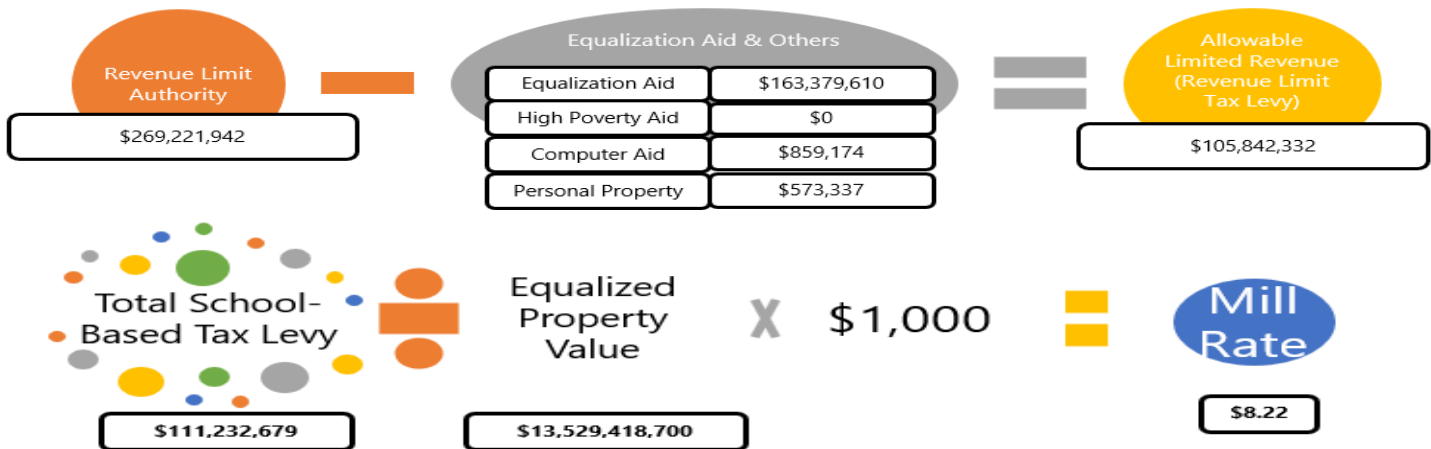 Revenue Limit
Authority
$269,221,942
Equalization Aid & Others
Equalization Aid $163,379,610
High Poverty Aid $0
Computer Aid $859,174
Personal Property $573,337
Allowable
Limited Revenue
(Revenue Limit
Tax Levy)
$105,842,332
Total School-
Based Tax Levy
$111,232,679
Equalized
Property
Value
$13,529,418,700
X
$1,000
Mill
Rate
$8.22